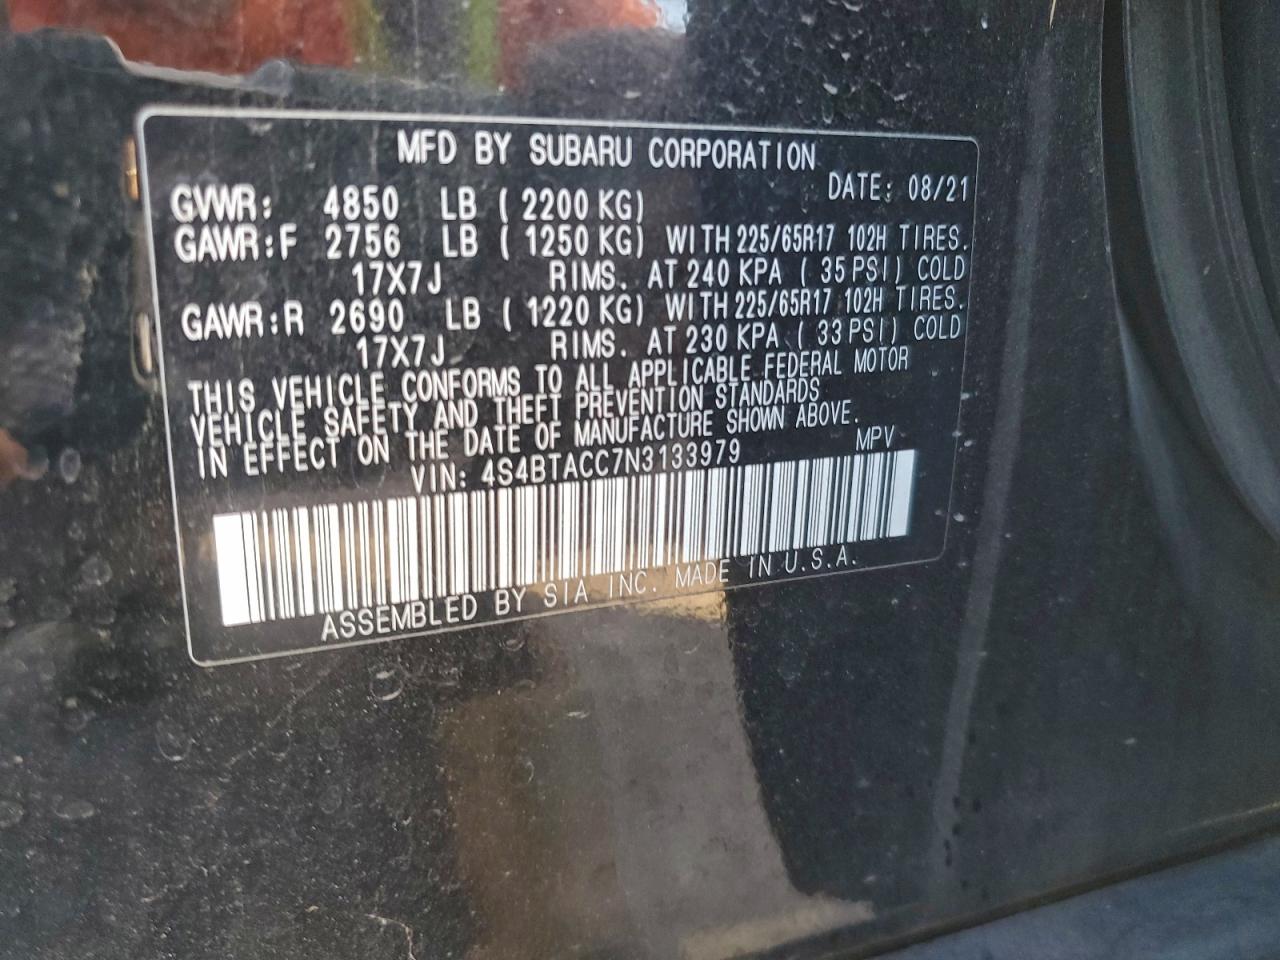 MFD BY SUBARU CORPORATION
DATE: 08/21
GVWR: 4850 LB ( 2200 KG)
GAWR:F 2756 LB ( 1250 KG) WITH 225/65R17 102H TIRES.
17X7J RIMS. AT 240 KPA ( 35 PSI) COLD
GAWR:R 2690 LB ( 1220 KG) WITH 225/65R17 102H TIRES.
17X7J RIMS. AT 230 KPA ( 33 PSI) COLD
THIS VEHICLE CONFORMS TO ALL APPLICABLE FEDERAL MOTOR
VEHICLE SAFETY AND THEFT PREVENTION STANDARDS
IN EFFECT ON THE DATE OF MANUFACTURE SHOWN ABOVE.
VIN: 4S4BTACC7N3133979 MPV
ASSEMBLED BY SIA INC. MADE IN U.S.A.